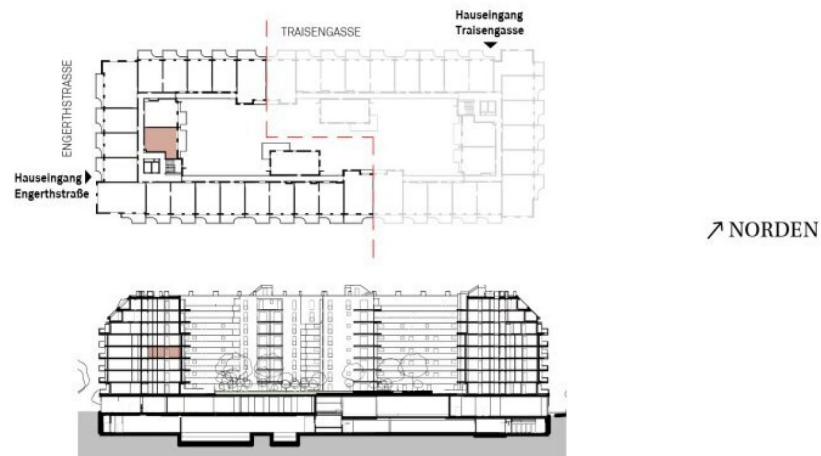 Hauseingang
Traisengasse
TRAISENGASSE
ENGERTHSTRASSE
Hauseingang
Engerthstraße
NORDEN